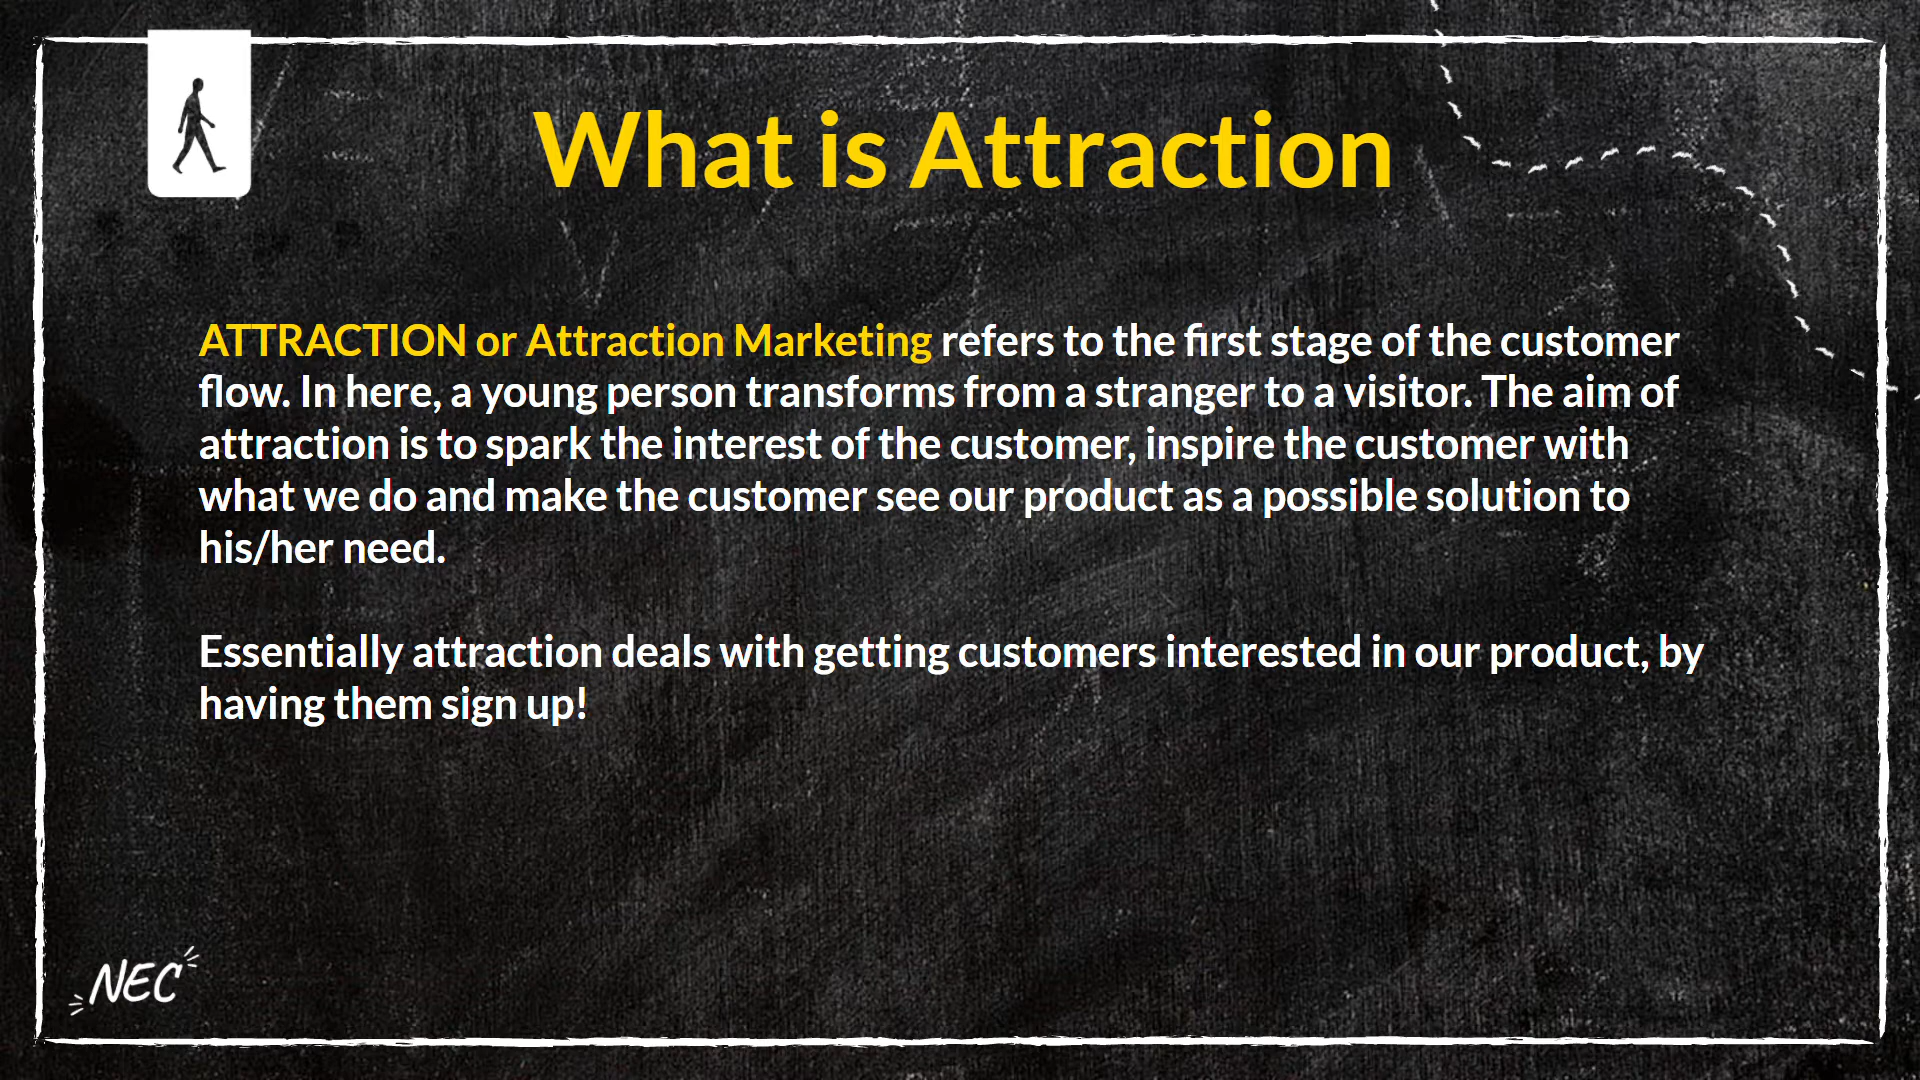 What is Attraction
ATTRACTION or Attraction Marketing refers to the first stage of the customer
flow. In here, a young person transforms from a stranger to a visitor. The aim of
attraction is to spark the interest of the customer, inspire the customer with
what we do and make the customer see our product as a possible solution to
his/her need.
Essentially attraction deals with getting customers interested in our product, by
having them sign up!
NEC